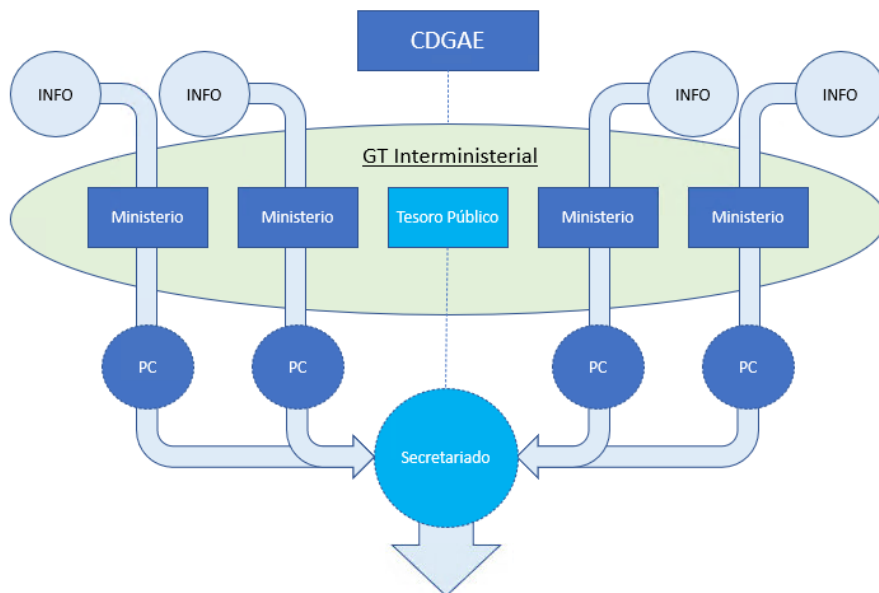 CDGAE
INFO
INFO
INFO
INFO
GT Interministerial
Ministerio
Ministerio
Tesoro Público
Ministerio
Ministerio
PC
PC
PC
PC
Secretariado